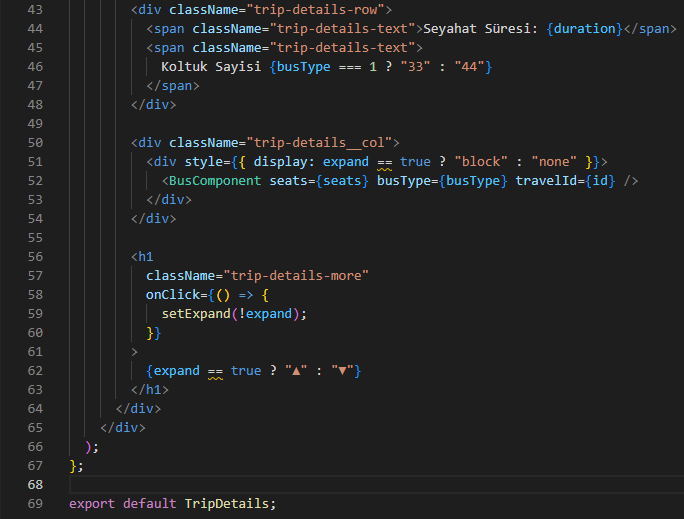 43 <div className="trip-details-row">
44 <span className="trip-details-text">Seyahat Süresi: {duration}</span>
45 <span className="trip-details-text">
46 Koltuk Sayisi {busType === 1 ? "33" : "44"}
47 </span>
48 </div>
49
50 <div className="trip-details__col">
51 <div style={{ display: expand == true ? "block" : "none" }}>
52 <BusComponent seats={seats} busType={busType} travelId={id} />
53 </div>
54 </div>
55
56 <h1
57 className="trip-details-more"
58 onClick={() => {
59 setExpand(!expand);
60 }}
61 >
62 {expand == true ? "▲" : "▼"}
63 </h1>
64 </div>
65 </div>
66 );
67 };
68
69 export default TripDetails;